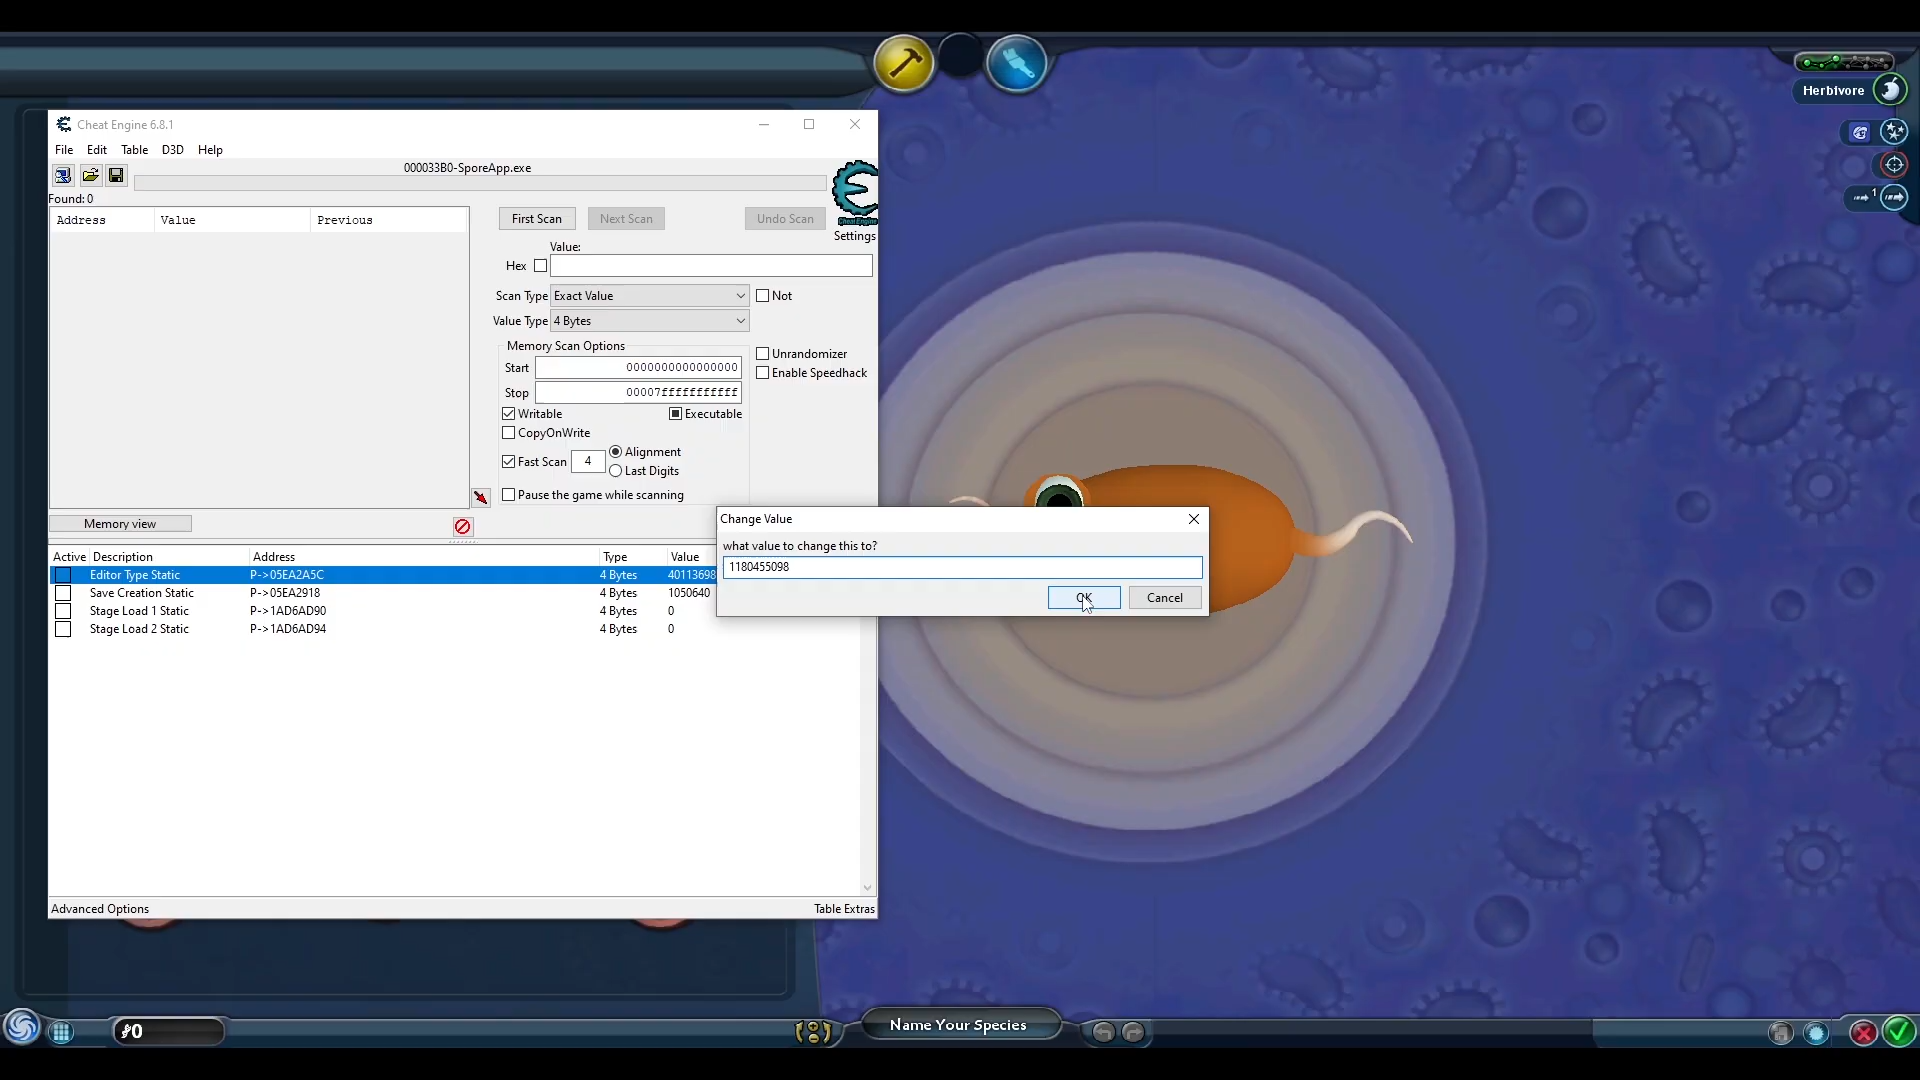 Herbivore
1
Cheat Engine 6.8.1
File Edit Table D3D Help
000033B0-SporeApp.exe
Found: 0
Address Value Previous
First Scan Next Scan Undo Scan
Cheat Engine
Settings
Value:
Hex
Scan Type Exact Value Not
Value Type 4 Bytes
Memory Scan Options
Start 0000000000000000
Stop 00007fffffffffff
Unrandomizer
Enable Speedhack
Writable Executable
CopyOnWrite
Fast Scan 4 Alignment
Last Digits
Pause the game while scanning
Memory view
Active Description Address Type Value
Editor Type Static P->05EA2A5C 4 Bytes 40113698
Save Creation Static P->05EA2918 4 Bytes 1050640
Stage Load 1 Static P->1AD6AD90 4 Bytes 0
Stage Load 2 Static P->1AD6AD94 4 Bytes 0
Change Value
what value to change this to?
1180455098
OK Cancel
Advanced Options Table Extras
0
Name Your Species